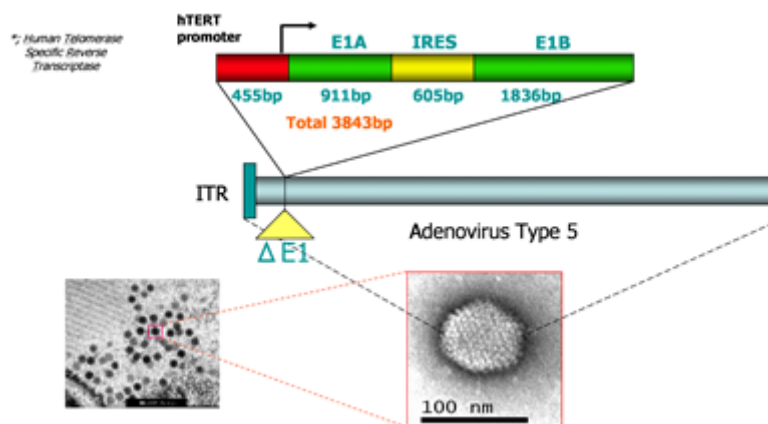 *; Human Telomerase
Specific Reverse
Transcriptase
hTERT
promoter
E1A
IRES
E1B
455bp
911bp
605bp
1836bp
Total 3843bp
ITR
Adenovirus Type 5
Δ E1
100 nm